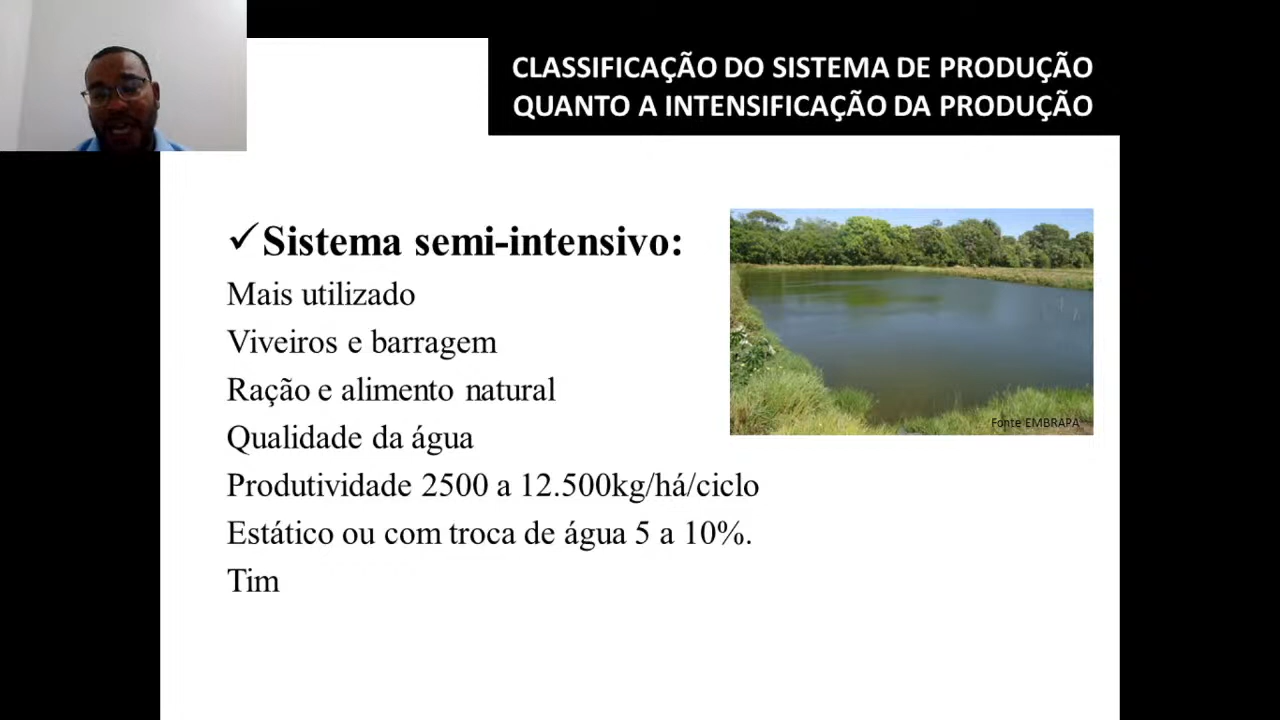 CLASSIFICAÇÃO DO SISTEMA DE PRODUÇÃO
QUANTO A INTENSIFICAÇÃO DA PRODUÇÃO
✓Sistema semi-intensivo:
Mais utilizado
Viveiros e barragem
Ração e alimento natural
Qualidade da água
Produtividade 2500 a 12.500kg/há/ciclo
Estático ou com troca de água 5 a 10%.
Tim
Fonte EMBRAPA